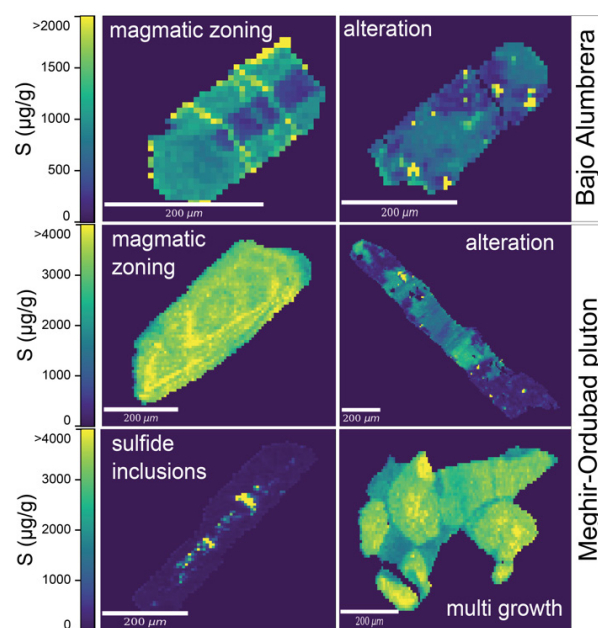 S (µg/g)
>2000
1500
1000
500
0
magmatic zoning
200 µm
alteration
200 µm
Bajo Alumbrera
S (µg/g)
>4000
3000
2000
1000
0
magmatic
zoning
200 µm
alteration
200 µm
S (µg/g)
>4000
3000
2000
1000
0
sulfide
inclusions
200 µm
multi growth
200 µm
Meghir-Ordubad pluton